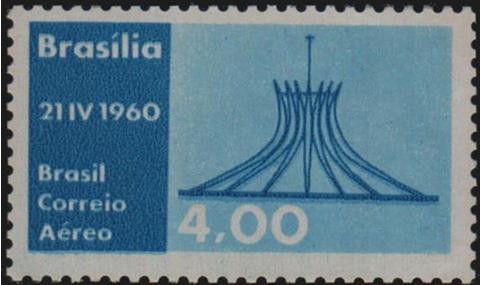 Brasília
21 IV 1960
Brasil
Correio
Aéreo
4,00